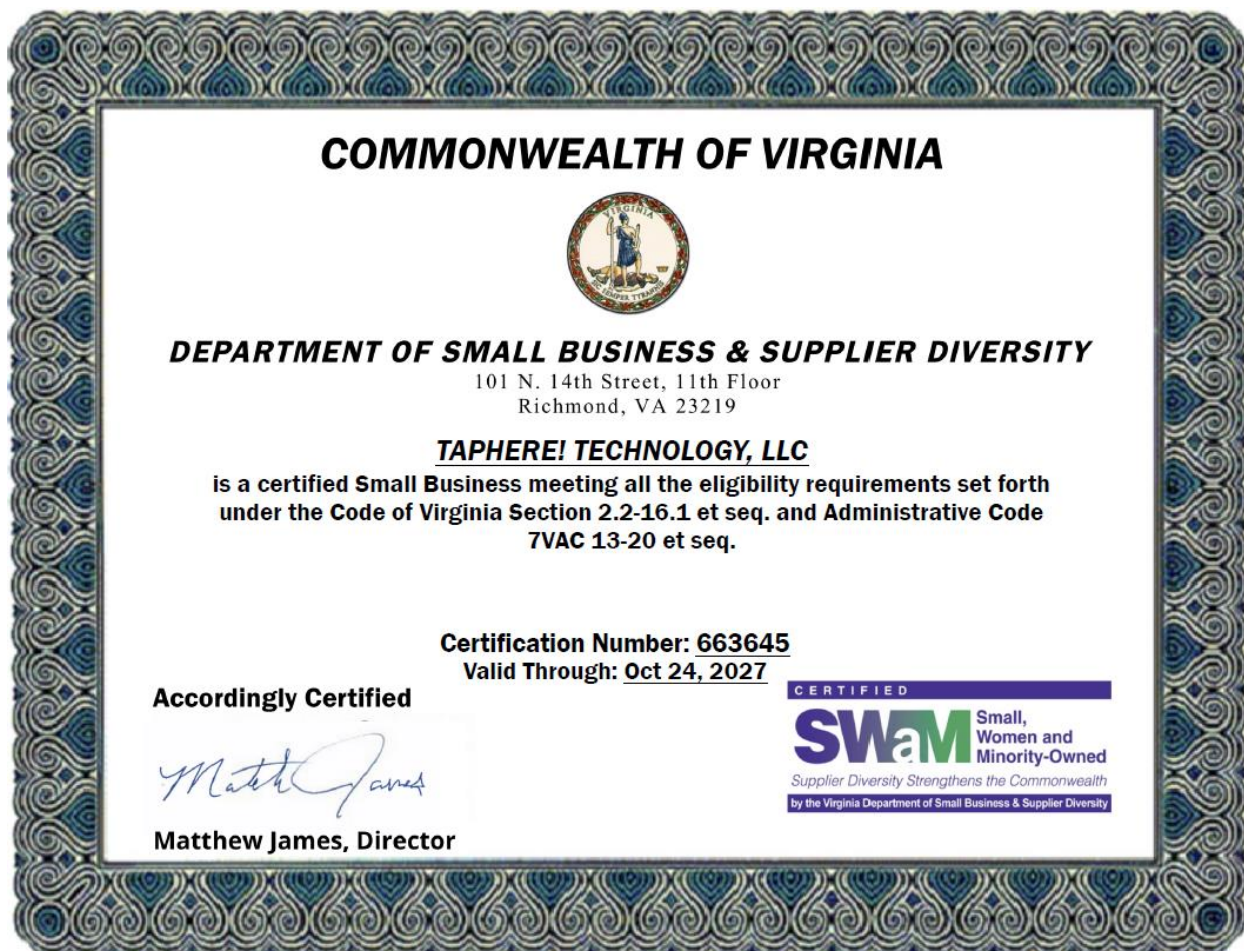 COMMONWEALTH OF VIRGINIA
VIRGINIA
SIC SEMPER TYRANNIS
DEPARTMENT OF SMALL BUSINESS & SUPPLIER DIVERSITY
101 N. 14th Street, 11th Floor
Richmond, VA 23219
TAPHERE! TECHNOLOGY, LLC
is a certified Small Business meeting all the eligibility requirements set forth
under the Code of Virginia Section 2.2-16.1 et seq. and Administrative Code
7VAC 13-20 et seq.
Certification Number: 663645
Valid Through: Oct 24, 2027
Accordingly Certified
Matthew James, Director
CERTIFIED
SWaM
Small,
Women and
Minority-Owned
Supplier Diversity Strengthens the Commonwealth
by the Virginia Department of Small Business & Supplier Diversity